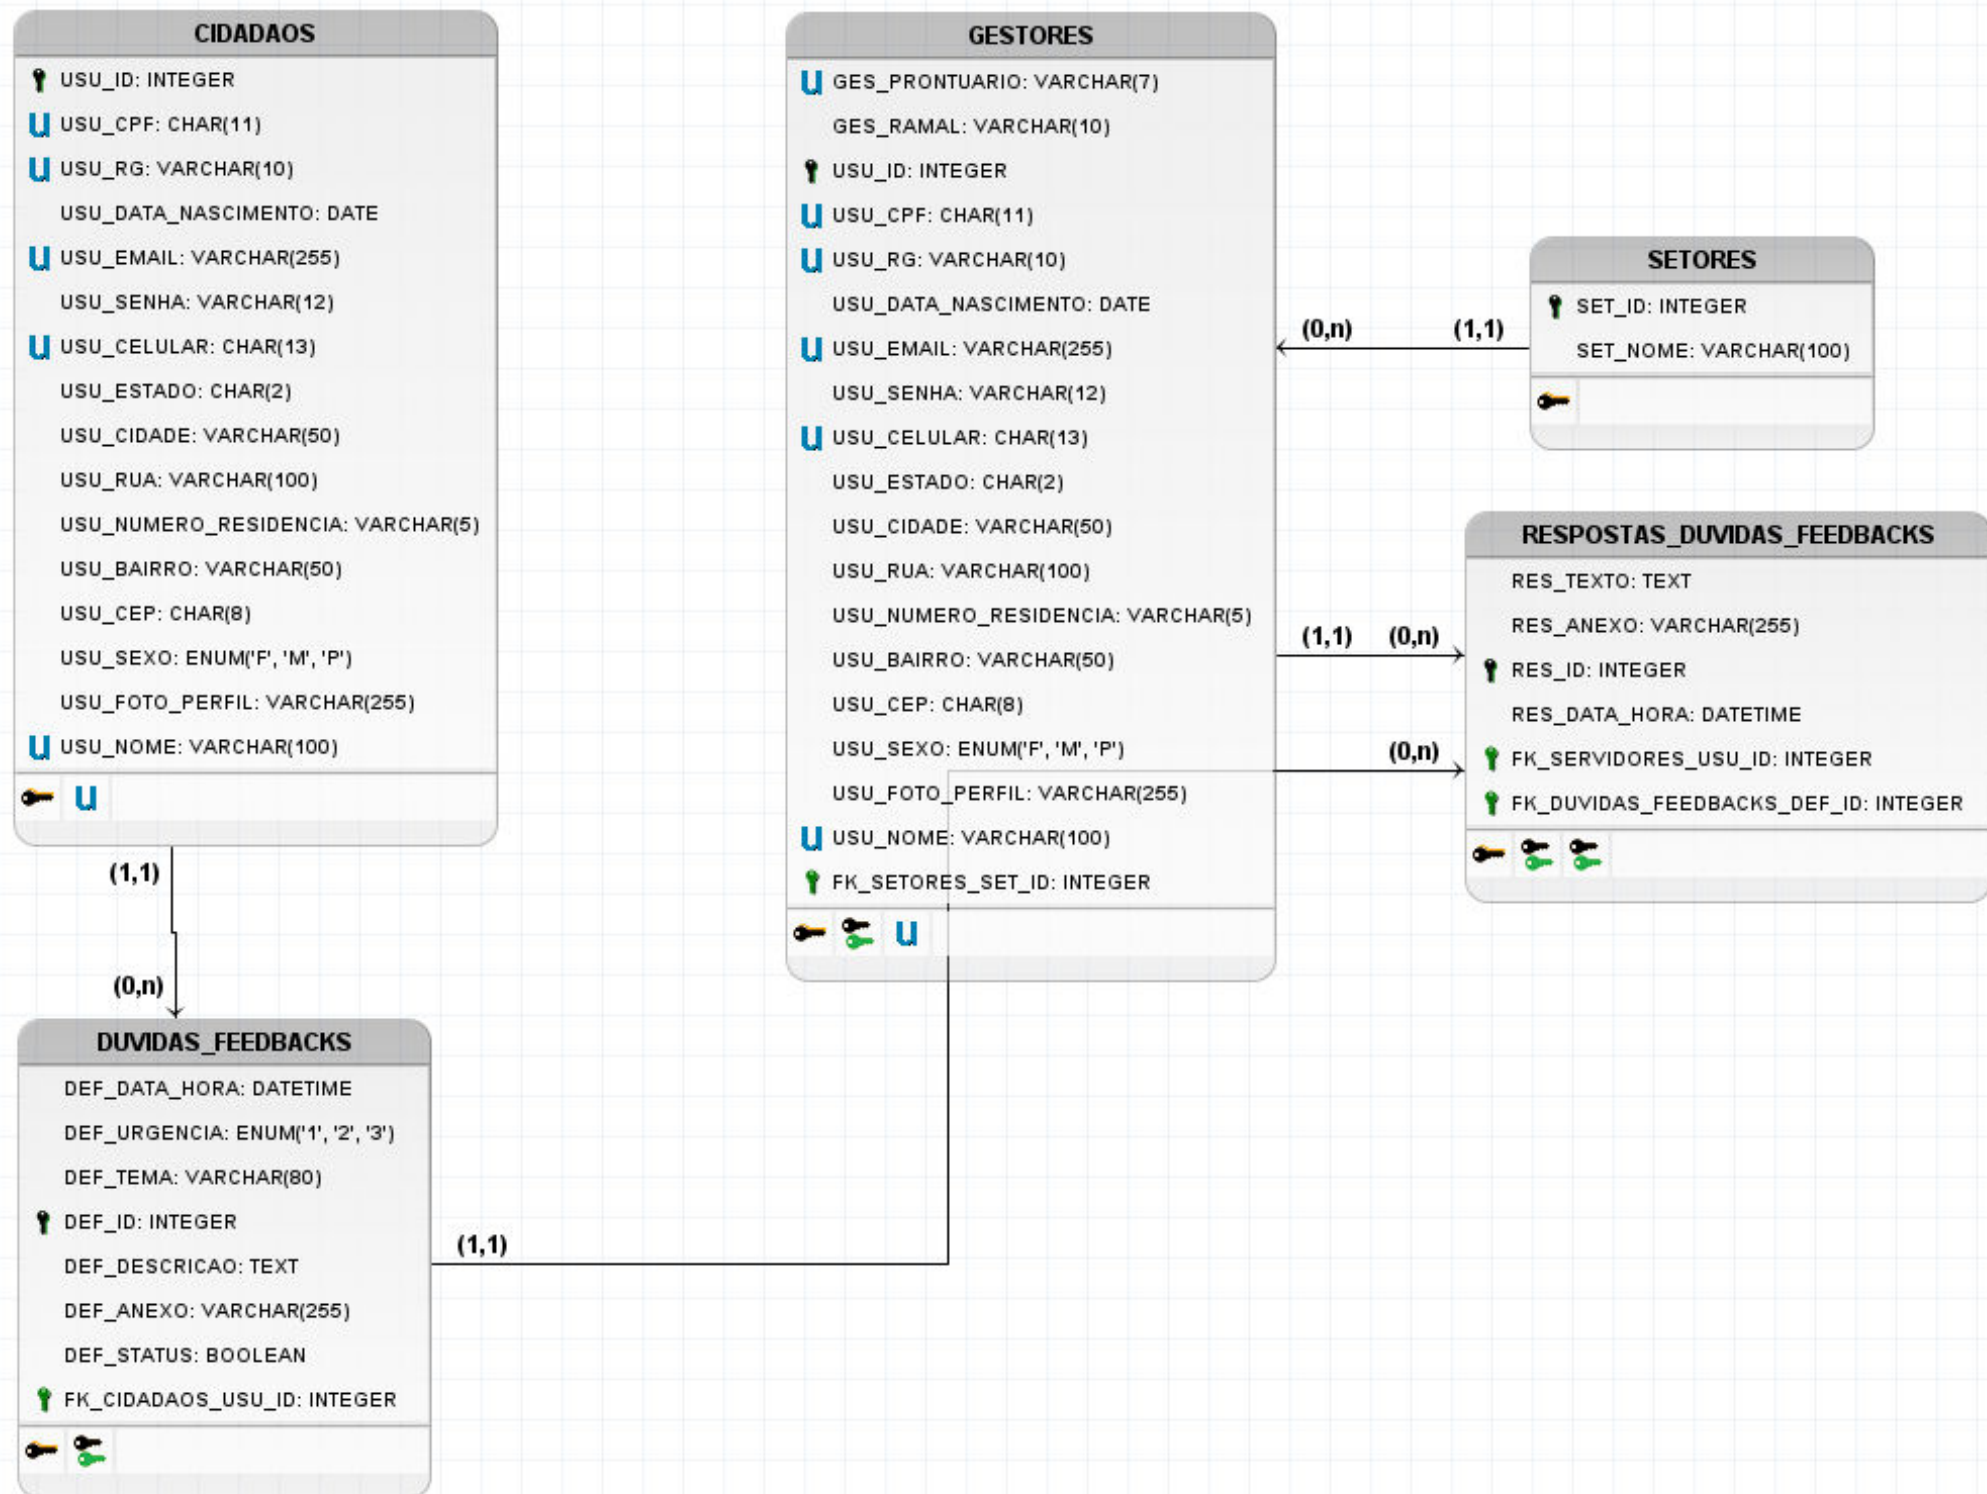 CIDADAOS
USU_ID: INTEGER
U USU_CPF: CHAR(11)
U USU_RG: VARCHAR(10)
USU_DATA_NASCIMENTO: DATE
U USU_EMAIL: VARCHAR(255)
USU_SENHA: VARCHAR(12)
U USU_CELULAR: CHAR(13)
USU_ESTADO: CHAR(2)
USU_CIDADE: VARCHAR(50)
USU_RUA: VARCHAR(100)
USU_NUMERO_RESIDENCIA: VARCHAR(5)
USU_BAIRRO: VARCHAR(50)
USU_CEP: CHAR(8)
USU_SEXO: ENUM('F', 'M', 'P')
USU_FOTO_PERFIL: VARCHAR(255)
U USU_NOME: VARCHAR(100)
U
(1,1)
(0,n)
DUVIDAS_FEEDBACKS
DEF_DATA_HORA: DATETIME
DEF_URGENCIA: ENUM('1', '2', '3')
DEF_TEMA: VARCHAR(80)
DEF_ID: INTEGER
DEF_DESCRICAO: TEXT
DEF_ANEXO: VARCHAR(255)
DEF_STATUS: BOOLEAN
FK_CIDADAOS_USU_ID: INTEGER
(1,1)
GESTORES
U GES_PRONTUARIO: VARCHAR(7)
GES_RAMAL: VARCHAR(10)
USU_ID: INTEGER
U USU_CPF: CHAR(11)
U USU_RG: VARCHAR(10)
USU_DATA_NASCIMENTO: DATE
U USU_EMAIL: VARCHAR(255)
USU_SENHA: VARCHAR(12)
U USU_CELULAR: CHAR(13)
USU_ESTADO: CHAR(2)
USU_CIDADE: VARCHAR(50)
USU_RUA: VARCHAR(100)
USU_NUMERO_RESIDENCIA: VARCHAR(5)
USU_BAIRRO: VARCHAR(50)
USU_CEP: CHAR(8)
USU_SEXO: ENUM('F', 'M', 'P')
USU_FOTO_PERFIL: VARCHAR(255)
U USU_NOME: VARCHAR(100)
FK_SETORES_SET_ID: INTEGER
U
(0,n) (1,1)
SETORES
SET_ID: INTEGER
SET_NOME: VARCHAR(100)
(1,1) (0,n)
(0,n)
RESPOSTAS_DUVIDAS_FEEDBACKS
RES_TEXTO: TEXT
RES_ANEXO: VARCHAR(255)
RES_ID: INTEGER
RES_DATA_HORA: DATETIME
FK_SERVIDORES_USU_ID: INTEGER
FK_DUVIDAS_FEEDBACKS_DEF_ID: INTEGER